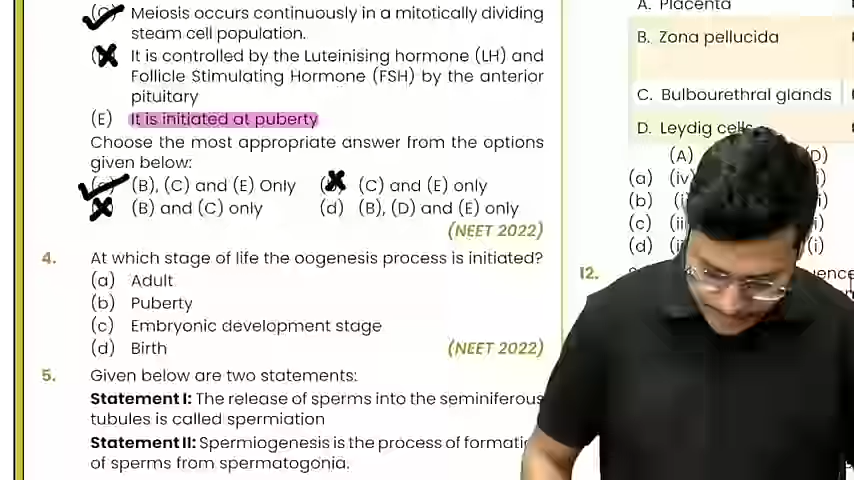 Meiosis occurs continuously in a mitotically dividing
steam cell population.
It is controlled by the Luteinising hormone (LH) and
Follicle Stimulating Hormone (FSH) by the anterior
pituitary
(E) It is initiated at puberty
Choose the most appropriate answer from the options
given below:
(B), (C) and (E) Only
(C) and (E) only
(B) and (C) only
(d) (B), (D) and (E) only
(NEET 2022)
4. At which stage of life the oogenesis process is initiated?
(a) Adult
(b) Puberty
(c) Embryonic development stage
(d) Birth
(NEET 2022)
5. Given below are two statements:
Statement I: The release of sperms into the seminiferous
tubules is called spermiation
Statement II: Spermiogenesis is the process of
of sperms from spermatogonia.
A. Placenta
B. Zona pellucida
C. Bulbourethral glands
D. Leydig cells
(A) (D)
(a) (iv)
(b)
(c)
(d) (i)
12.